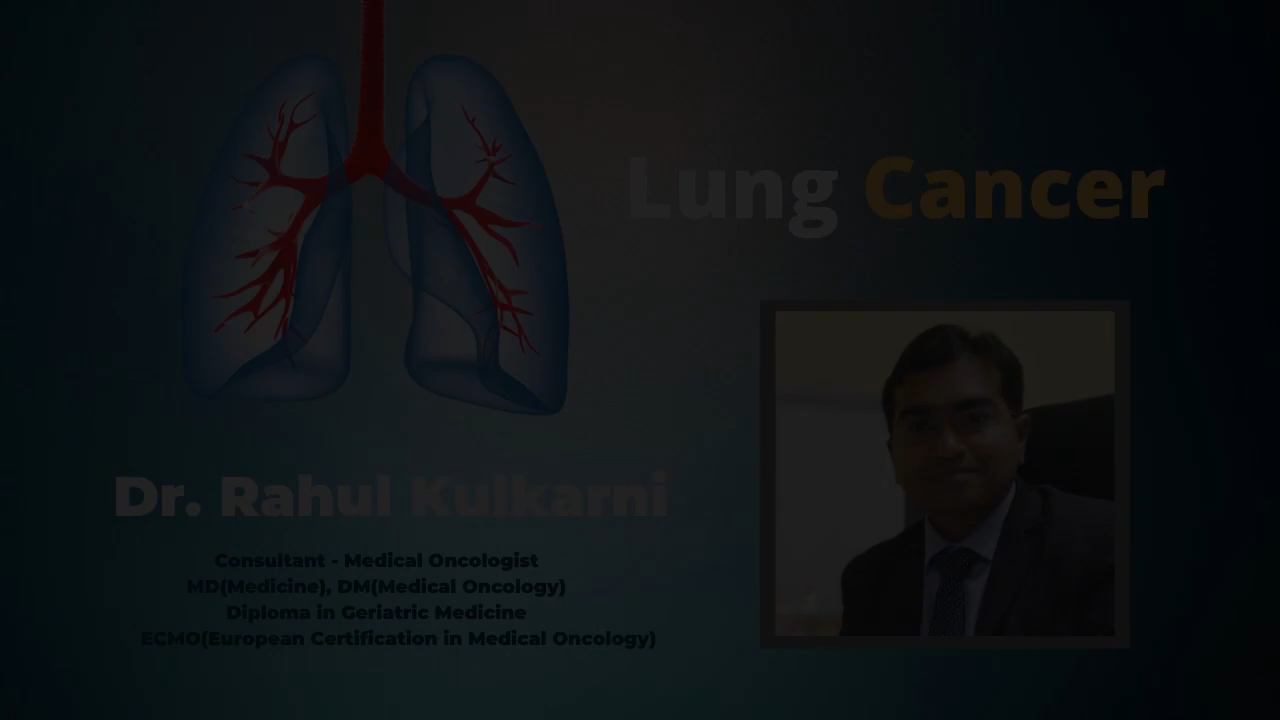 Lung Cancer
Dr. Rahul Kulkarni
Consultant - Medical Oncologist
MD(Medicine), DM(Medical Oncology)
Diploma in Geriatric Medicine
ECMO(European Certification in Medical Oncology)